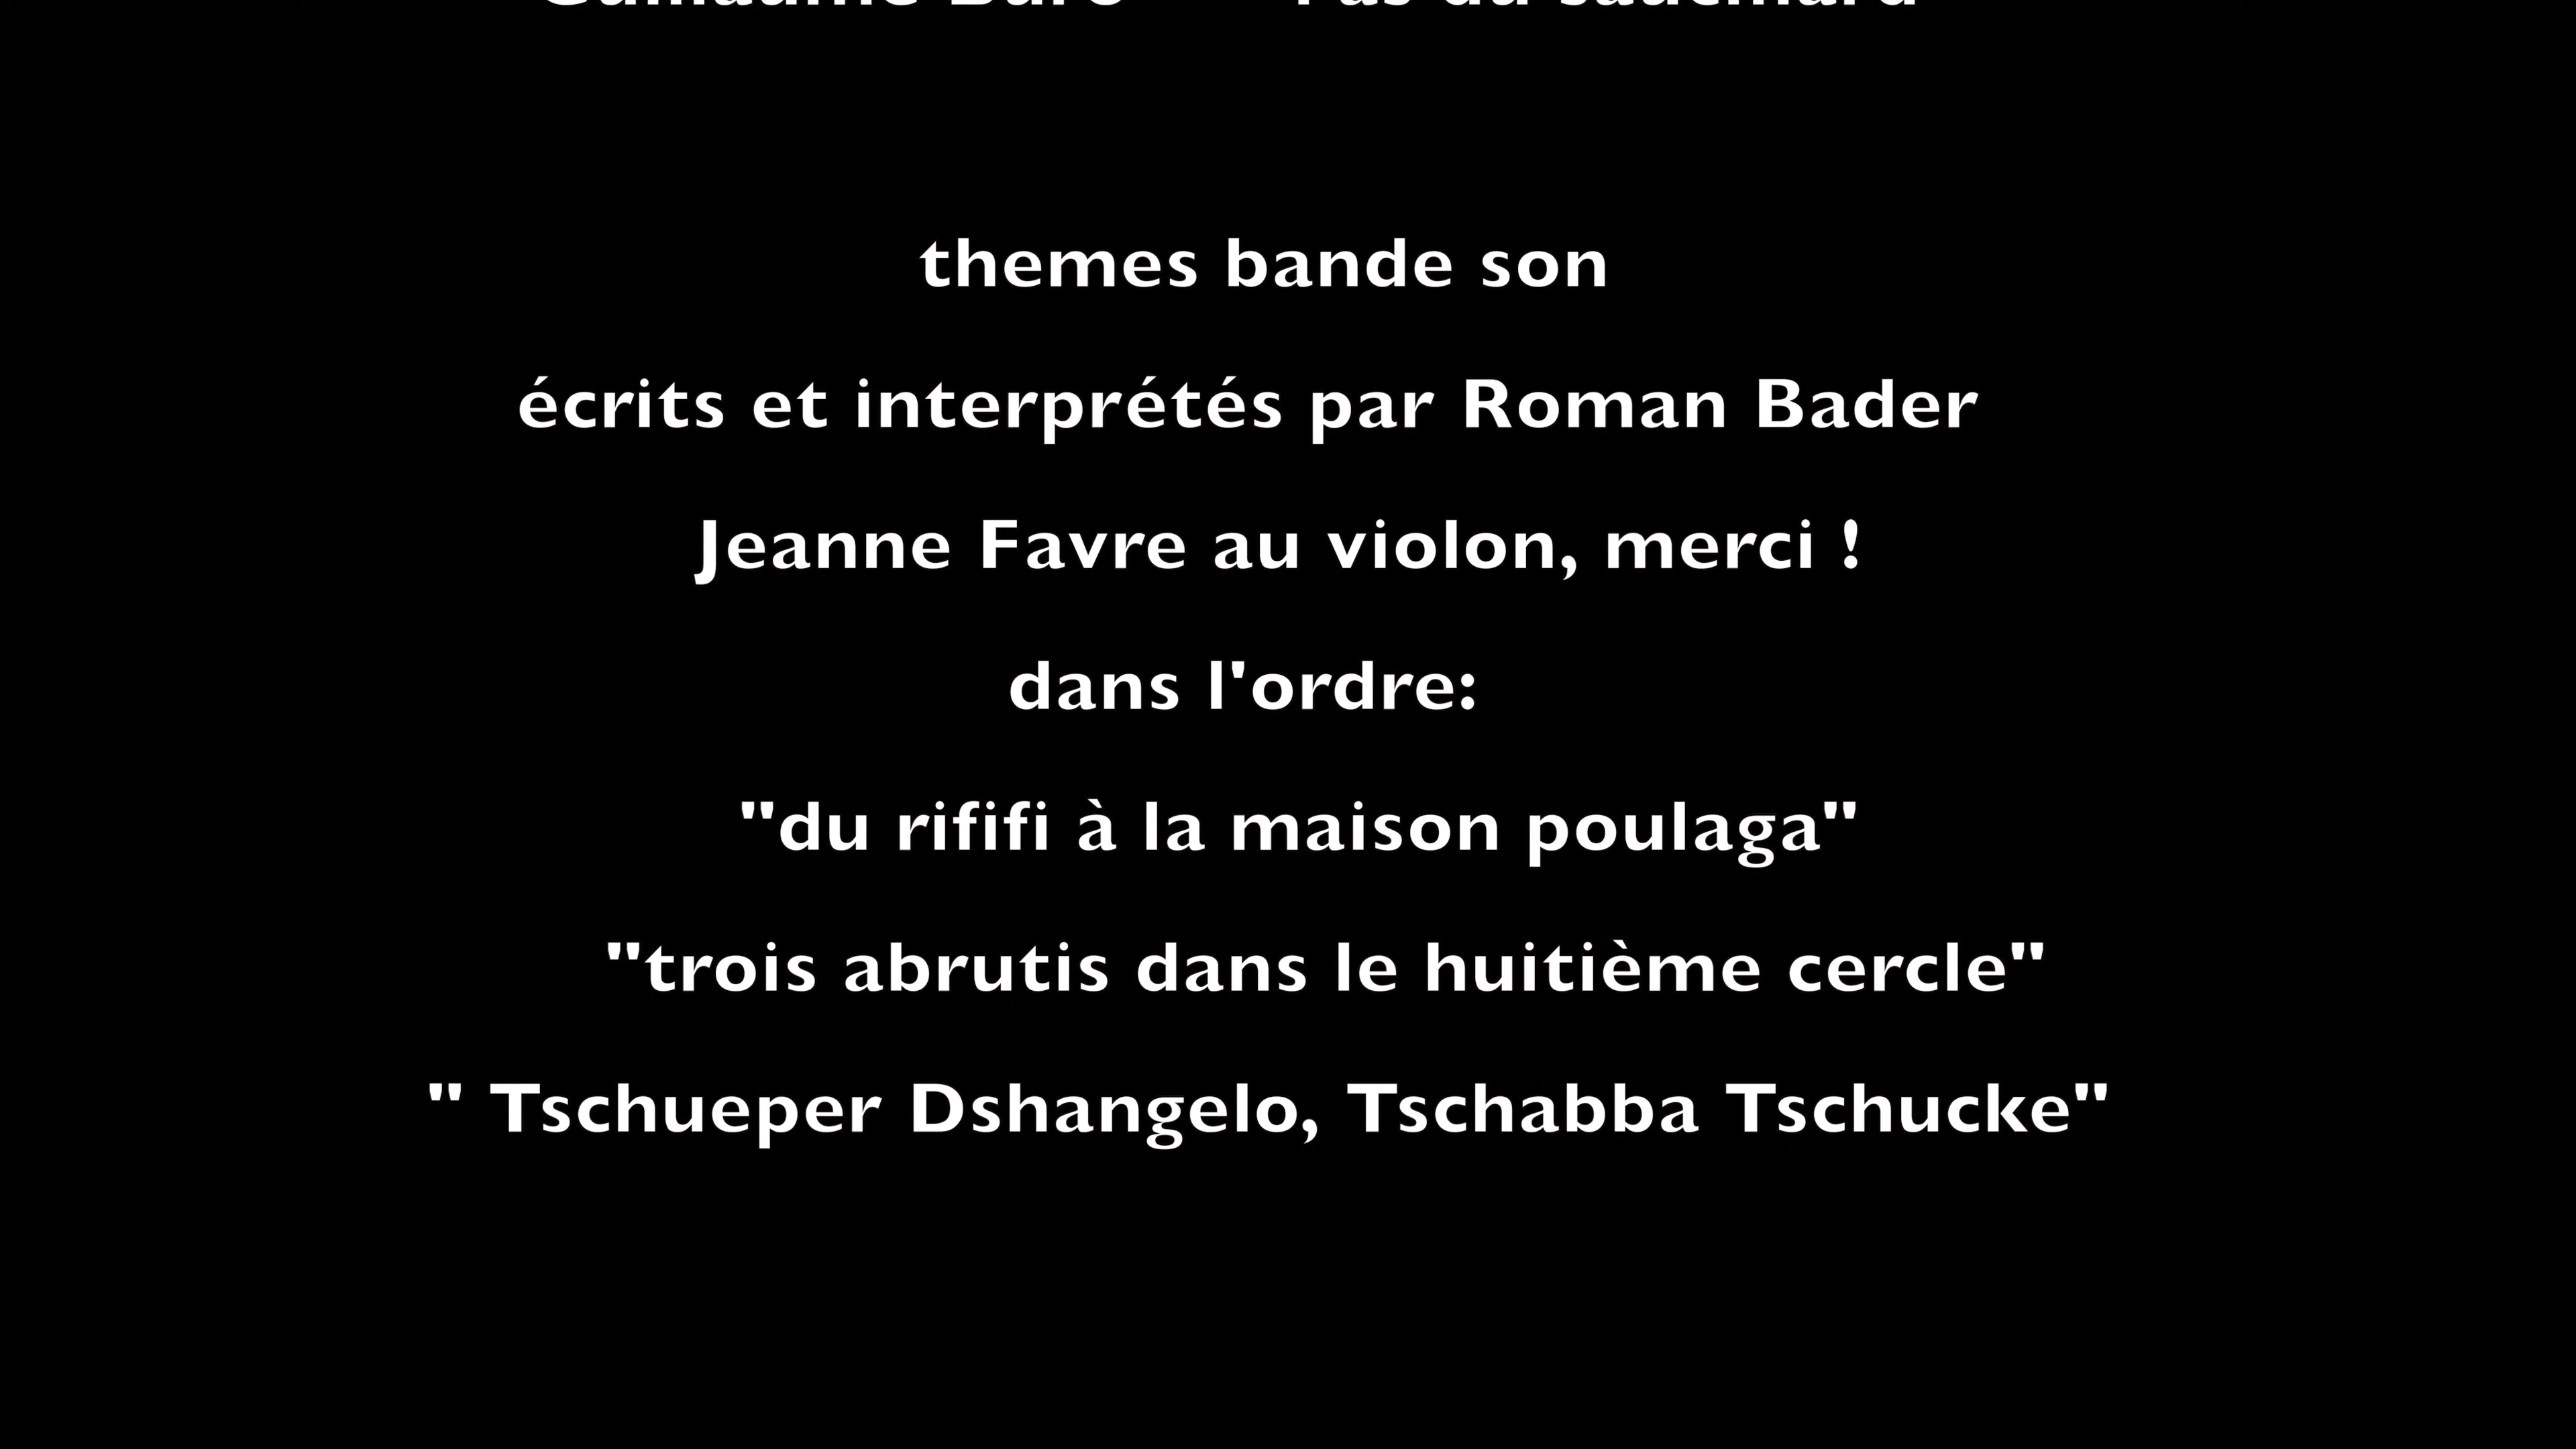 themes bande son
écrits et interprétés par Roman Bader
Jeanne Favre au violon, merci !
dans l'ordre:
"du rififi à la maison poulaga"
"trois abrutis dans le huitième cercle"
" Tschueper Dshangelo, Tschabba Tschucke"